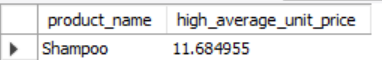 product_name high_average_unit_price
Shampoo 11.684955